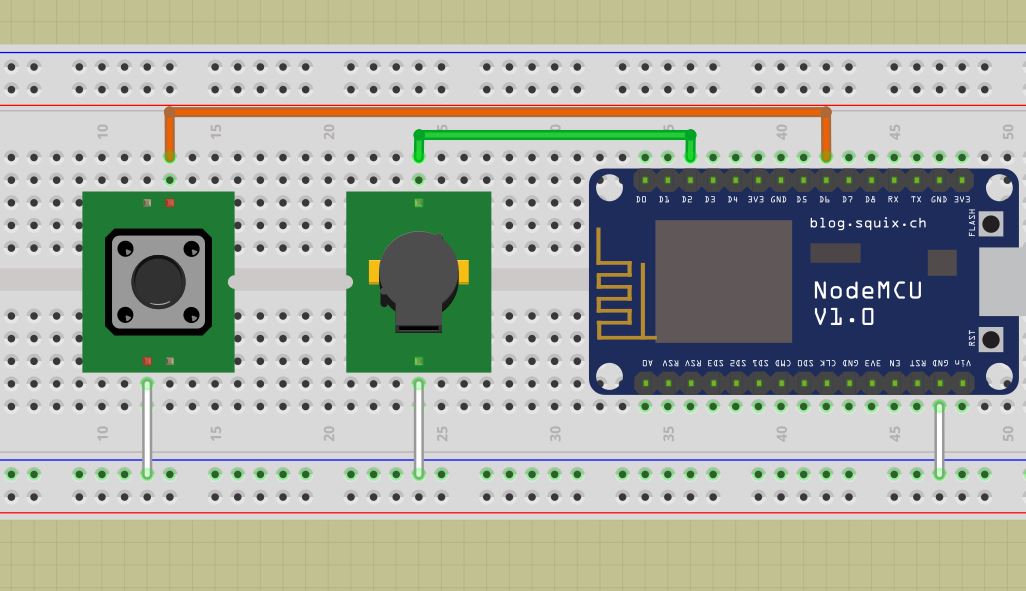 10 15 20 25 30 35 40 45 50
D0 D1 D2 D3 D4 3V3 GND D5 D6 D7 D8 RX TX GND 3V3
blog.squix.ch
FLASH
NodeMCU
V1.0
RST
A0 RSV RSV SD3 SD2 SD1 CMD SD0 CLK GND 3V3 EN RST GND Vin
10 15 20 25 30 35 40 45 50